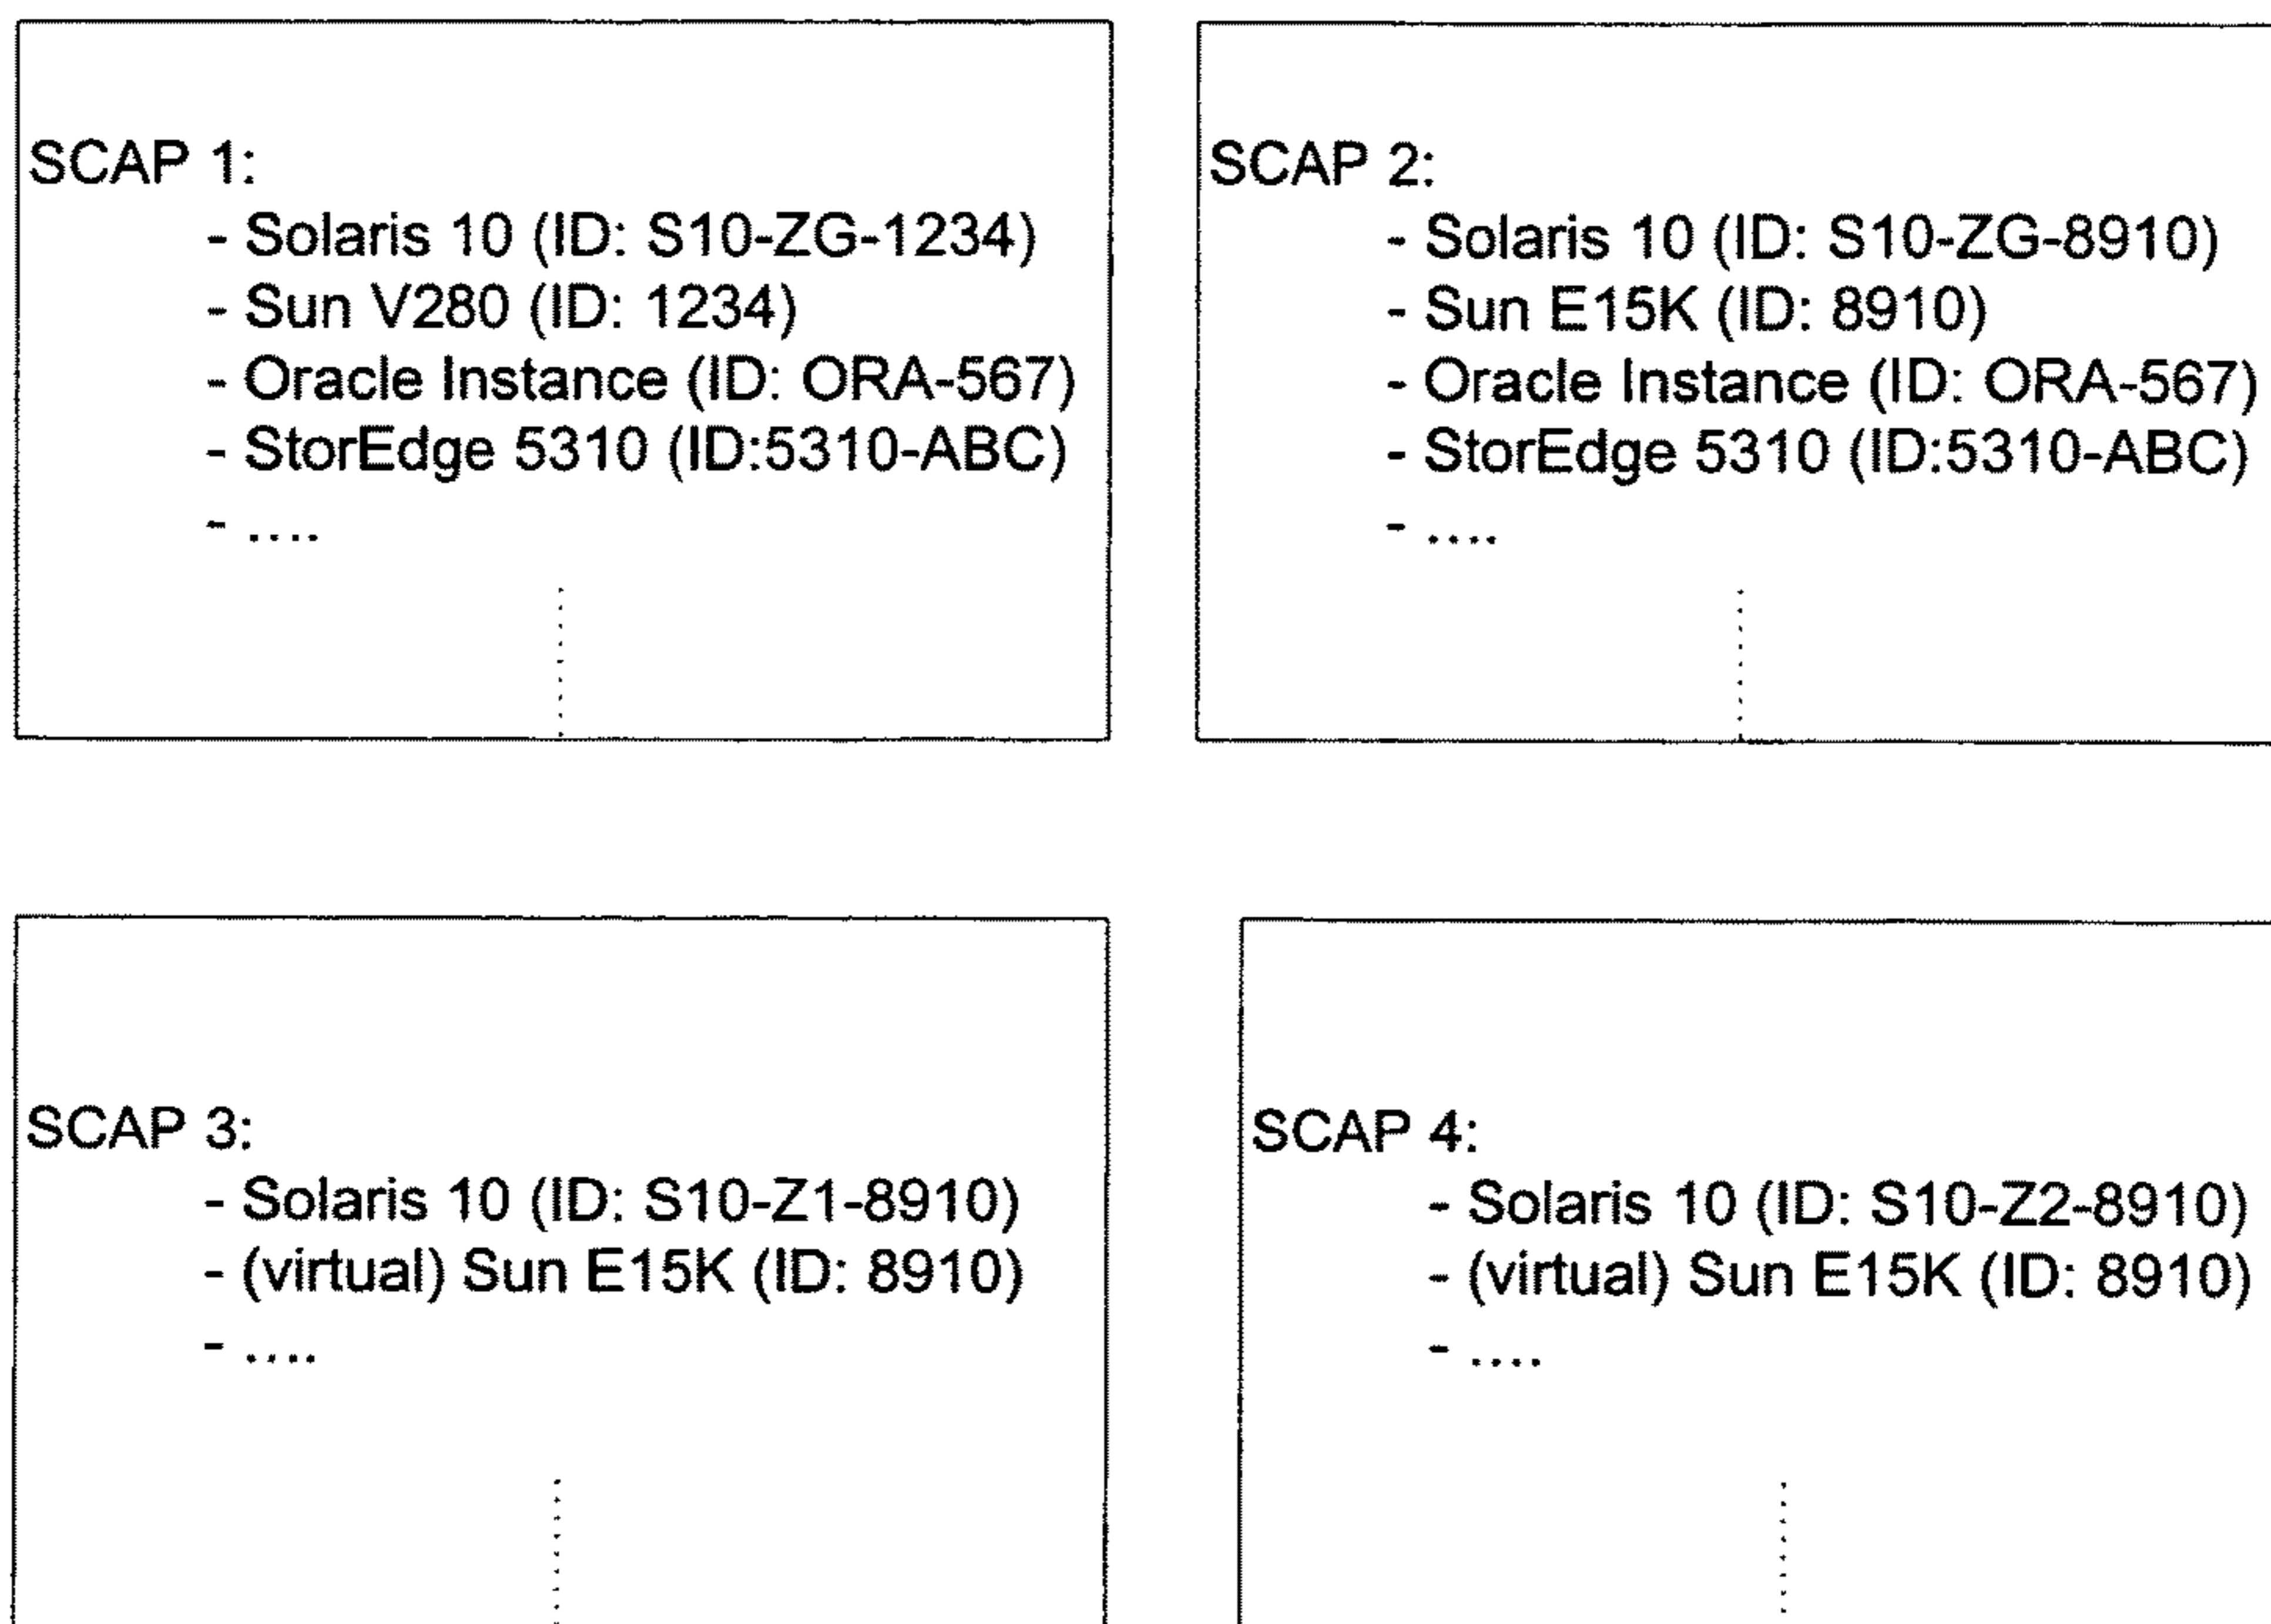 SCAP 1:
- Solaris 10 (ID: S10-ZG-1234)
- Sun V280 (ID: 1234)
- Oracle Instance (ID: ORA-567)
- StorEdge 5310 (ID:5310-ABC)
- ....
SCAP 2:
- Solaris 10 (ID: S10-ZG-8910)
- Sun E15K (ID: 8910)
- Oracle Instance (ID: ORA-567)
- StorEdge 5310 (ID:5310-ABC)
- ....
SCAP 3:
- Solaris 10 (ID: S10-Z1-8910)
- (virtual) Sun E15K (ID: 8910)
- ....
SCAP 4:
- Solaris 10 (ID: S10-Z2-8910)
- (virtual) Sun E15K (ID: 8910)
- ....